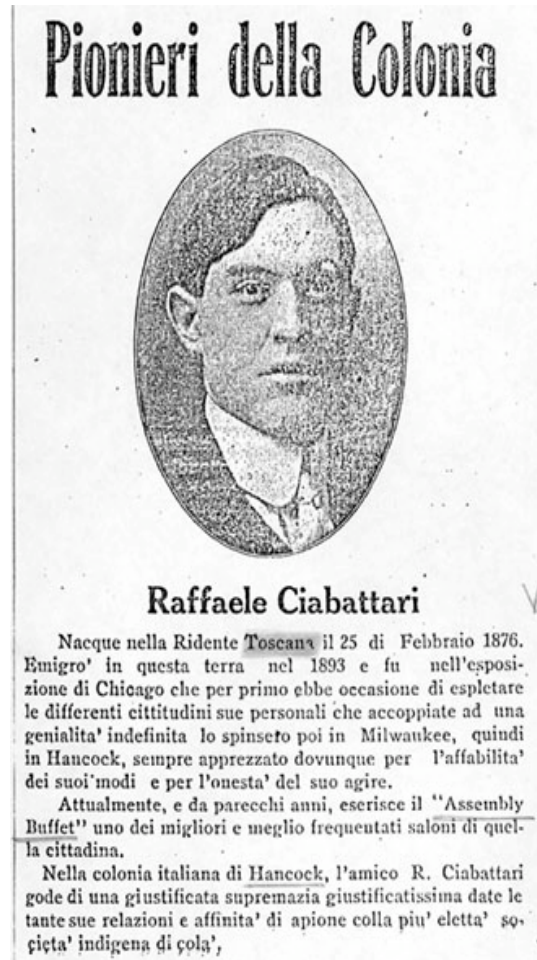 Pionieri della Colonia
Raffaele Ciabattari
Nacque nella Ridente Toscana il 25 di Febbraio 1876.
Emigro' in questa terra nel 1893 e fu nell'esposi-
zione di Chicago che per primo ebbe occasione di espletare
le differenti cittitudini sue personali che accoppiate ad una
genialita' indefinita lo spinsero poi in Milwaukee, quindi
in Hancock, sempre apprezzato dovunque per l'affabilita'
dei suoi modi e per l'onesta' del suo agire.
Attualmente, e da parecchi anni, eserisce il "Assembly
Buffet" uno dei migliori e meglio frequentati saloni di quel-
la cittadina.
Nella colonia italiana di Hancock, l'amico R. Ciabattari
gode di una giustificata supremazia giustificatissima date le
tante sue relazioni e affinita' di apione colla piu' eletta' so-
cieta' indigena di cola',